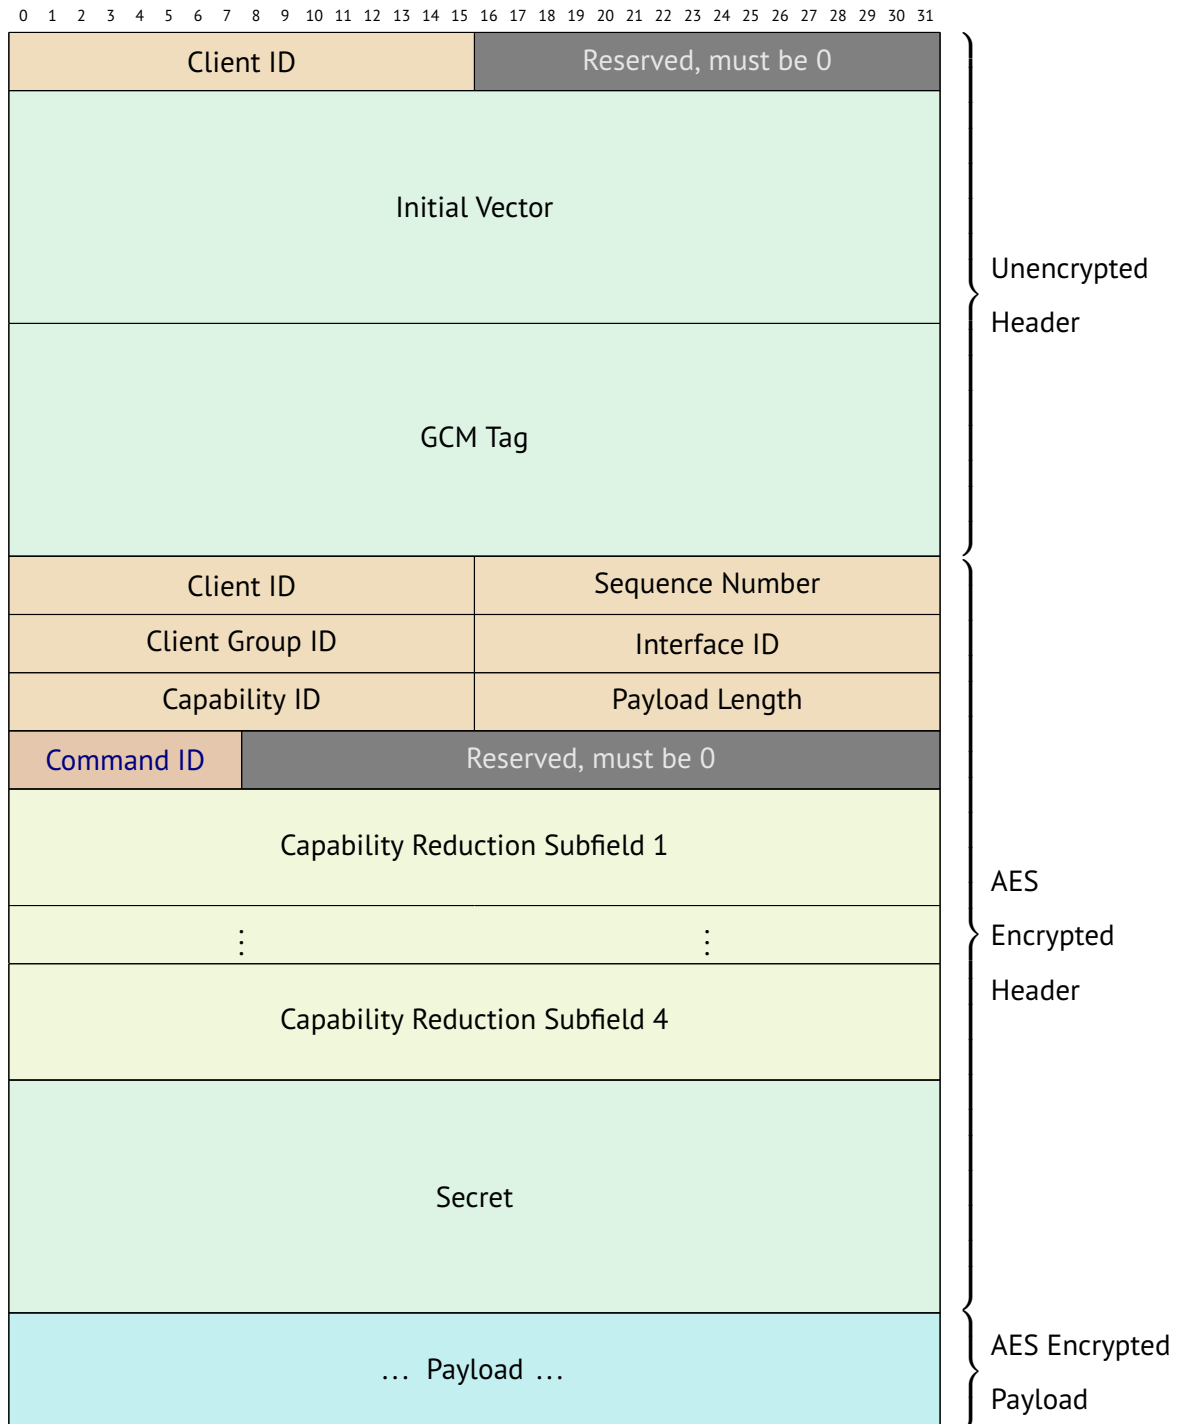 0 1 2 3 4 5 6 7 8 9 10 11 12 13 14 15 16 17 18 19 20 21 22 23 24 25 26 27 28 29 30 31
Client ID
Reserved, must be 0
Initial Vector
GCM Tag
Unencrypted
Header
Client ID
Sequence Number
Client Group ID
Interface ID
Capability ID
Payload Length
Command ID
Reserved, must be 0
Capability Reduction Subfield 1
⋮ ⋮
Capability Reduction Subfield 4
Secret
AES
Encrypted
Header
... Payload ...
AES Encrypted
Payload